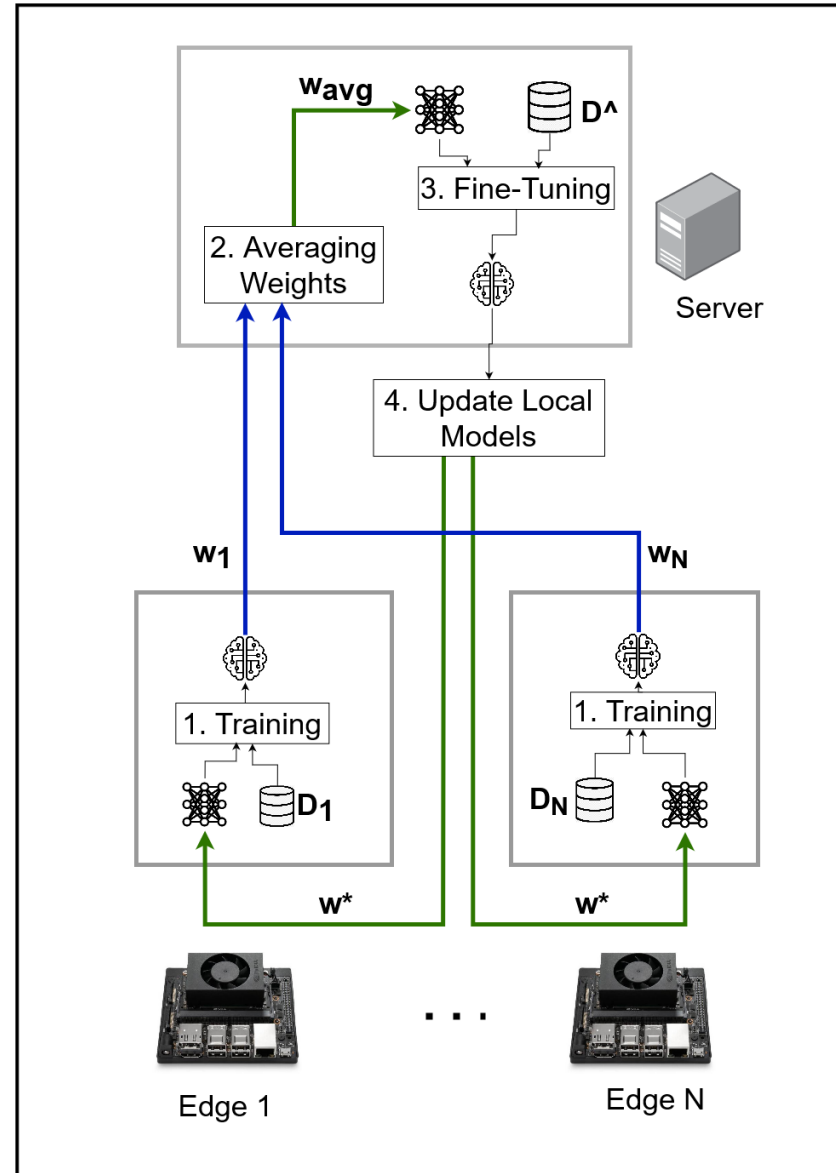 wavg
D^
3. Fine-Tuning
2. Averaging
Weights
Server
4. Update Local
Models
w1
wN
1. Training
1. Training
D1
DN
w*
w*
. . .
Edge 1
Edge N